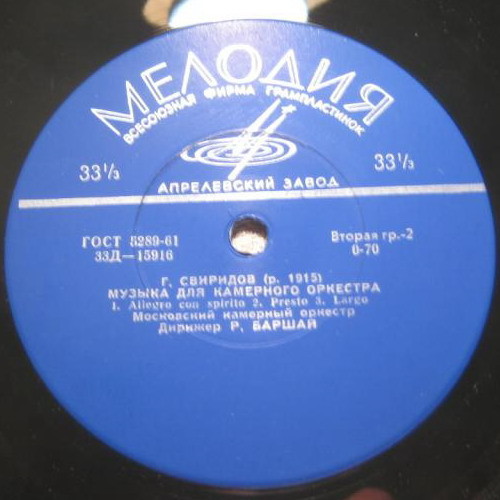 МЕЛОДИЯ
ВСЕСОЮЗНАЯ ФИРМА ГРАМПЛАСТИНОК
33⅓ 33⅓
АПРЕЛЕВСКИЙ ЗАВОД
ГОСТ 5289-61 Вторая гр.-2
33Д—15916 0-70
Г. СВИРИДОВ (р. 1915)
МУЗЫКА ДЛЯ КАМЕРНОГО ОРКЕСТРА
1. Allegro con spirito 2. Presto 3. Largo
Московский камерный оркестр
Дирижер Р. БАРШАЙ